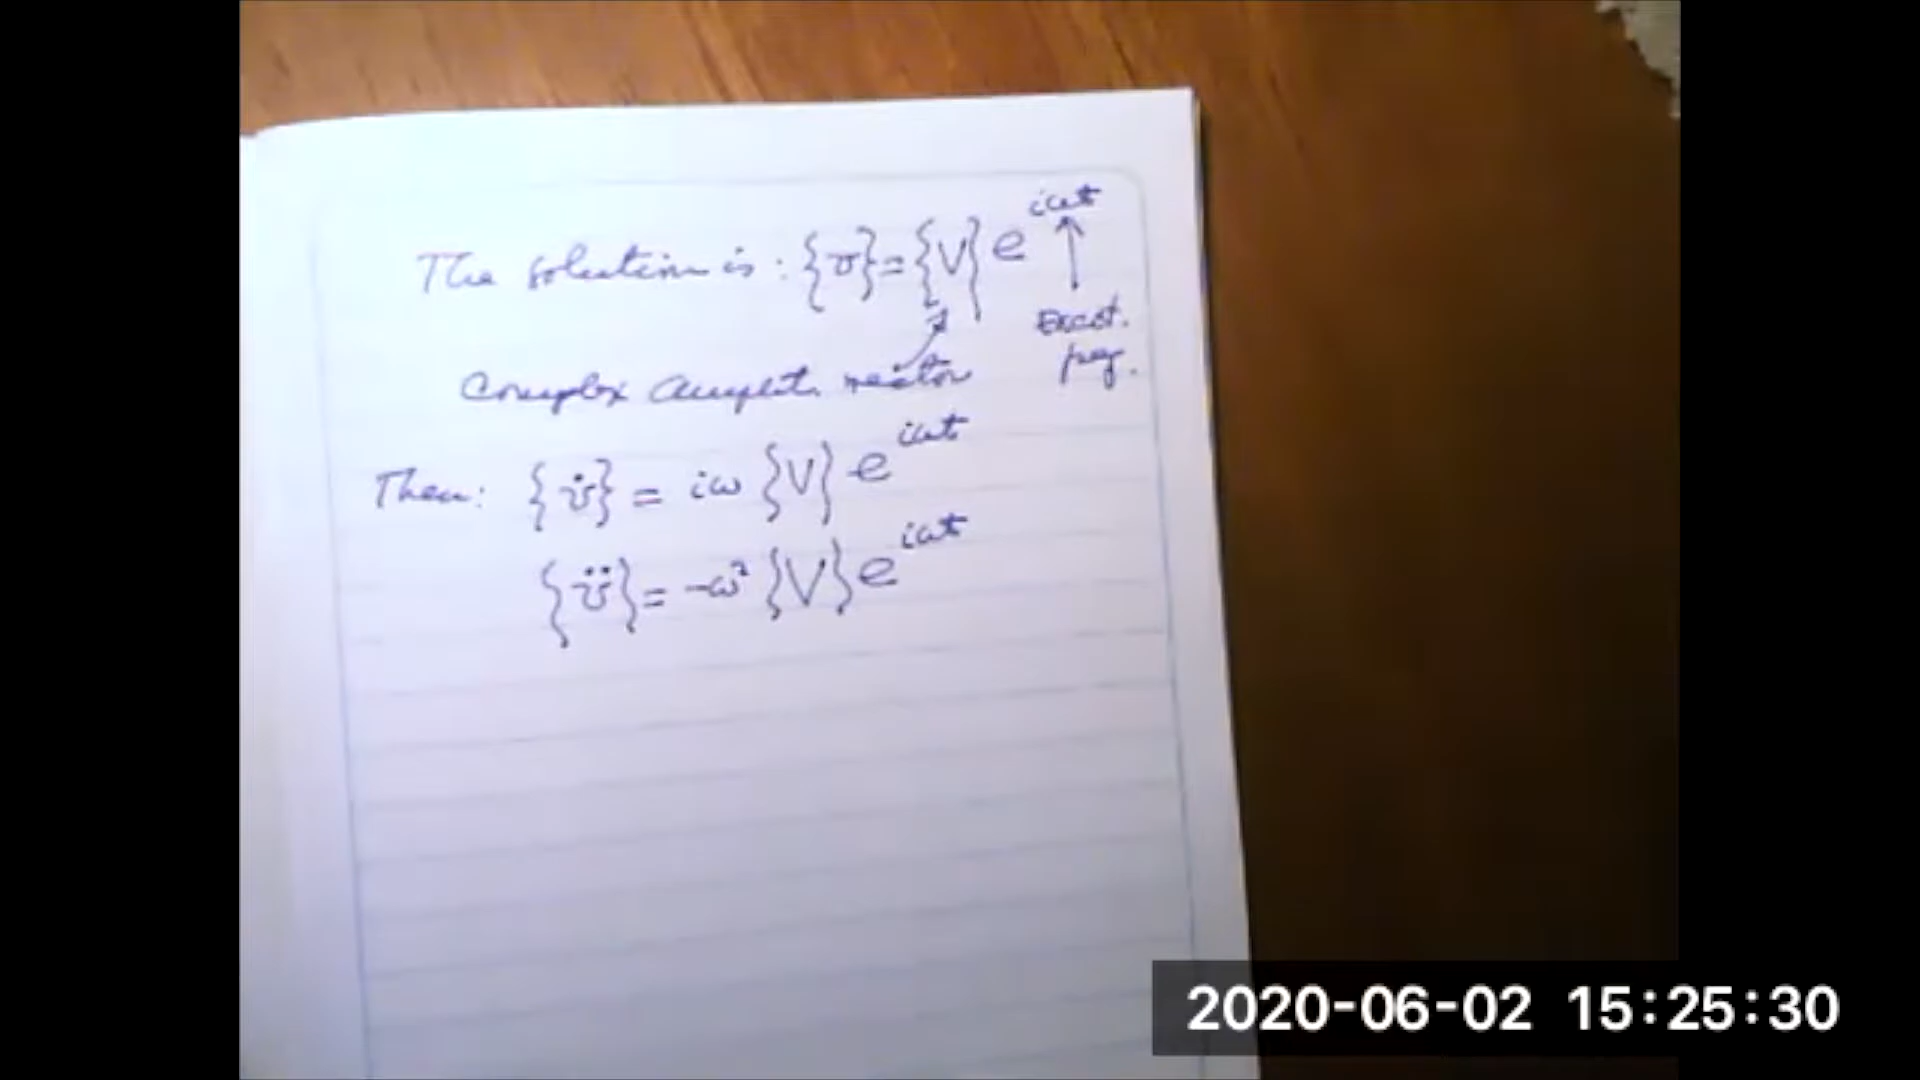 The solution is: {v} = {V} e^{iωt}
Complex Amplit. vector
Excit.
freq.
Then: {v̇} = iω {V} e^{iωt}
{v̈} = -ω² {V} e^{iωt}
2020-06-02 15:25:30